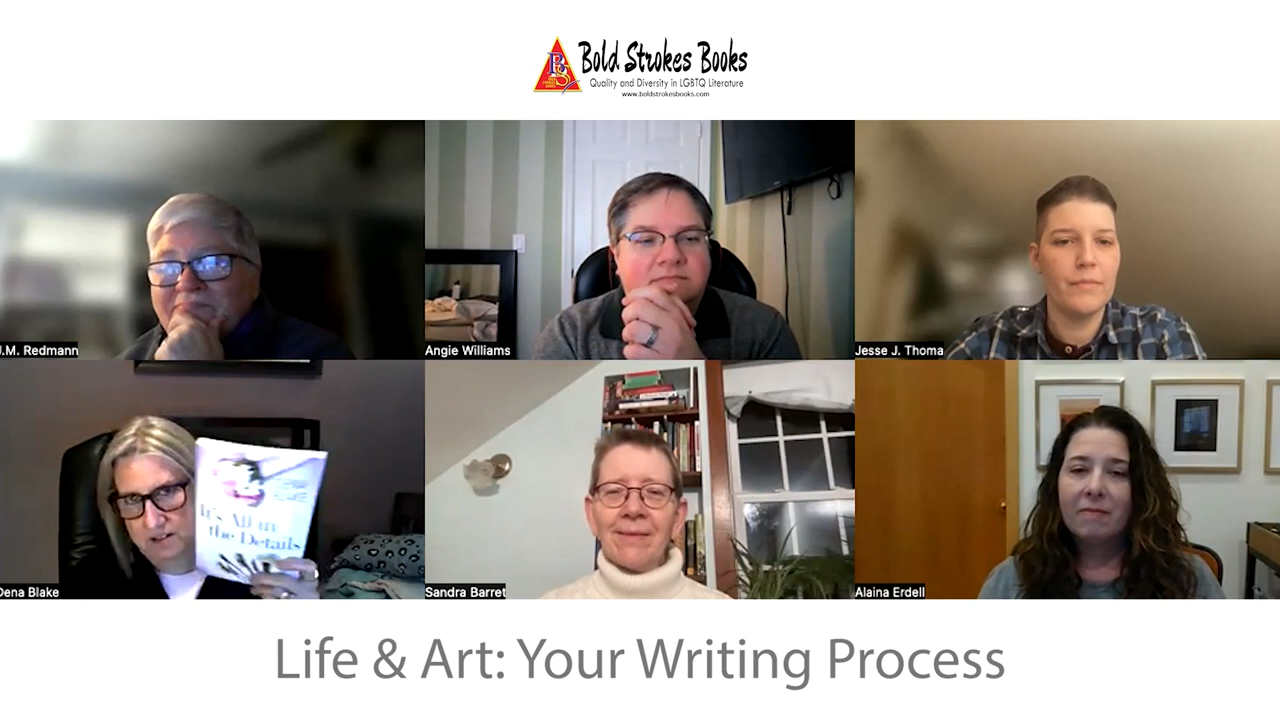 Bold Strokes Books
Quality and Diversity in LGBTQ Literature
www.boldstrokesbooks.com
J.M. Redmann
Angie Williams
Jesse J. Thoma
It's All in
the Details
Dena Blake
Sandra Barret
Alaina Erdell
Life & Art: Your Writing Process